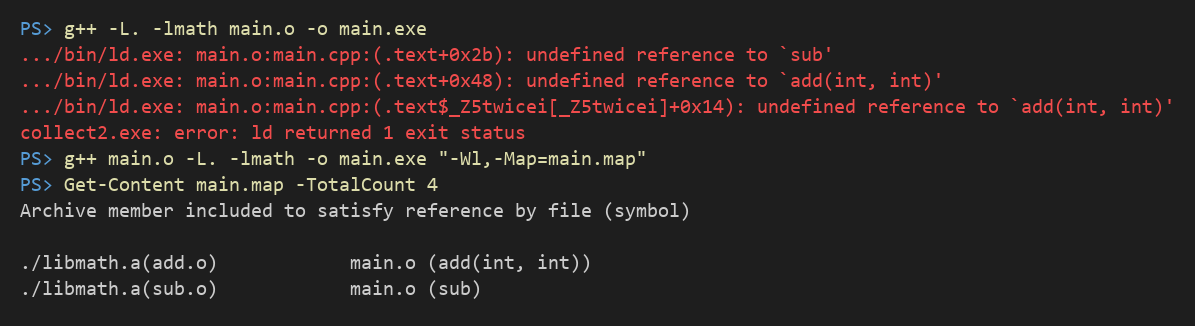 PS> g++ -L. -lmath main.o -o main.exe
.../bin/ld.exe: main.o:main.cpp:(.text+0x2b): undefined reference to `sub'
.../bin/ld.exe: main.o:main.cpp:(.text+0x48): undefined reference to `add(int, int)'
.../bin/ld.exe: main.o:main.cpp:(.text$_Z5twicei[_Z5twicei]+0x14): undefined reference to `add(int, int)'
collect2.exe: error: ld returned 1 exit status
PS> g++ main.o -L. -lmath -o main.exe "-Wl,-Map=main.map"
PS> Get-Content main.map -TotalCount 4
Archive member included to satisfy reference by file (symbol)

./libmath.a(add.o)            main.o (add(int, int))
./libmath.a(sub.o)            main.o (sub)